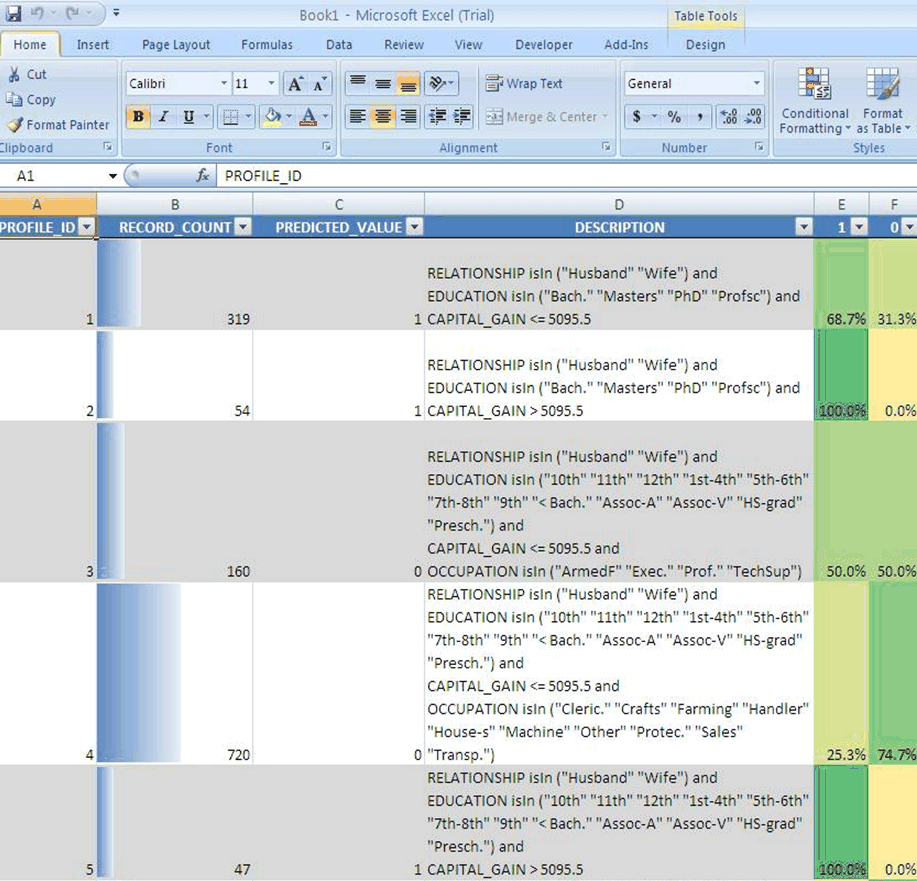 Book1 - Microsoft Excel (Trial)
Table Tools
Home Insert Page Layout Formulas Data Review View Developer Add-Ins Design
Cut
Copy
Format Painter
Clipboard
Calibri 11 A A
B I U A
Font
Wrap Text
Merge & Center
Alignment
General
$ % , .00 .00
Number
Conditional Formatting
Format as Table
Styles
A1 fx PROFILE_ID
A B C D E F
PROFILE_ID RECORD_COUNT PREDICTED_VALUE DESCRIPTION 1 0
RELATIONSHIP isIn ("Husband" "Wife") and
EDUCATION isIn ("Bach." "Masters" "PhD" "Profsc") and
1 319 1 CAPITAL_GAIN <= 5095.5 68.7% 31.3%
RELATIONSHIP isIn ("Husband" "Wife") and
EDUCATION isIn ("Bach." "Masters" "PhD" "Profsc") and
2 54 1 CAPITAL_GAIN > 5095.5 100.0% 0.0%
RELATIONSHIP isIn ("Husband" "Wife") and
EDUCATION isIn ("10th" "11th" "12th" "1st-4th" "5th-6th"
"7th-8th" "9th" "< Bach." "Assoc-A" "Assoc-V" "HS-grad"
"Presch.") and
CAPITAL_GAIN <= 5095.5 and
3 160 0 OCCUPATION isIn ("ArmedF" "Exec." "Prof." "TechSup") 50.0% 50.0%
RELATIONSHIP isIn ("Husband" "Wife") and
EDUCATION isIn ("10th" "11th" "12th" "1st-4th" "5th-6th"
"7th-8th" "9th" "< Bach." "Assoc-A" "Assoc-V" "HS-grad"
"Presch.") and
CAPITAL_GAIN <= 5095.5 and
OCCUPATION isIn ("Cleric." "Crafts" "Farming" "Handler"
"House-s" "Machine" "Other" "Protec." "Sales"
4 720 0 "Transp.") 25.3% 74.7%
RELATIONSHIP isIn ("Husband" "Wife") and
EDUCATION isIn ("10th" "11th" "12th" "1st-4th" "5th-6th"
"7th-8th" "9th" "< Bach." "Assoc-A" "Assoc-V" "HS-grad"
"Presch.") and
5 47 1 CAPITAL_GAIN > 5095.5 100.0% 0.0%